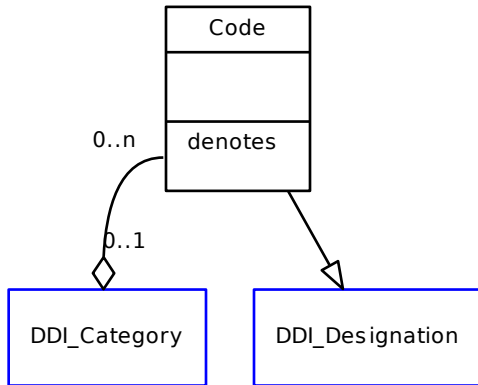 Code
denotes
0..n
0..1
DDI_Category
DDI_Designation